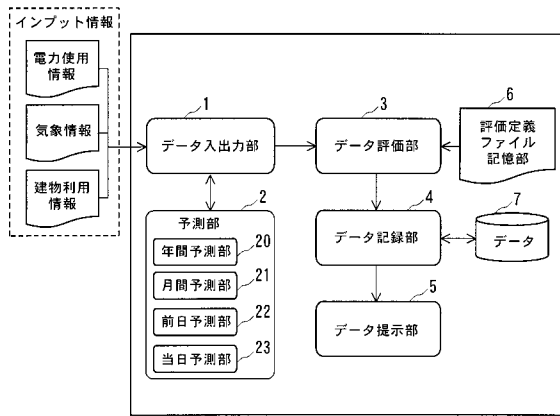 インプット情報
電力使用
情報
気象情報
建物利用
情報
1
データ入出力部
2
予測部
年間予測部
20
月間予測部
21
前日予測部
22
当日予測部
23
3
データ評価部
4
データ記録部
5
データ提示部
6
評価定義
ファイル
記憶部
7
データ